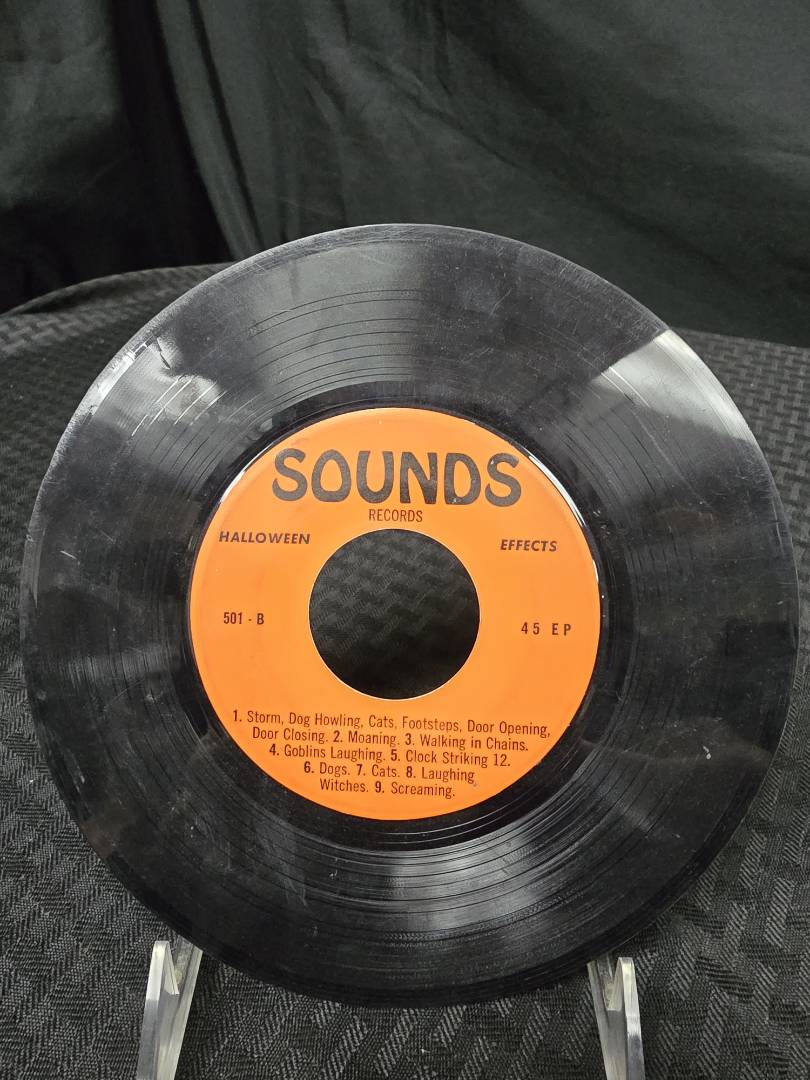 SOUNDS
RECORDS
HALLOWEEN EFFECTS
501 - B 45 EP
1. Storm, Dog Howling, Cats, Footsteps, Door Opening,
Door Closing. 2. Moaning. 3. Walking in Chains.
4. Goblins Laughing. 5. Clock Striking 12.
6. Dogs. 7. Cats. 8. Laughing
Witches. 9. Screaming.